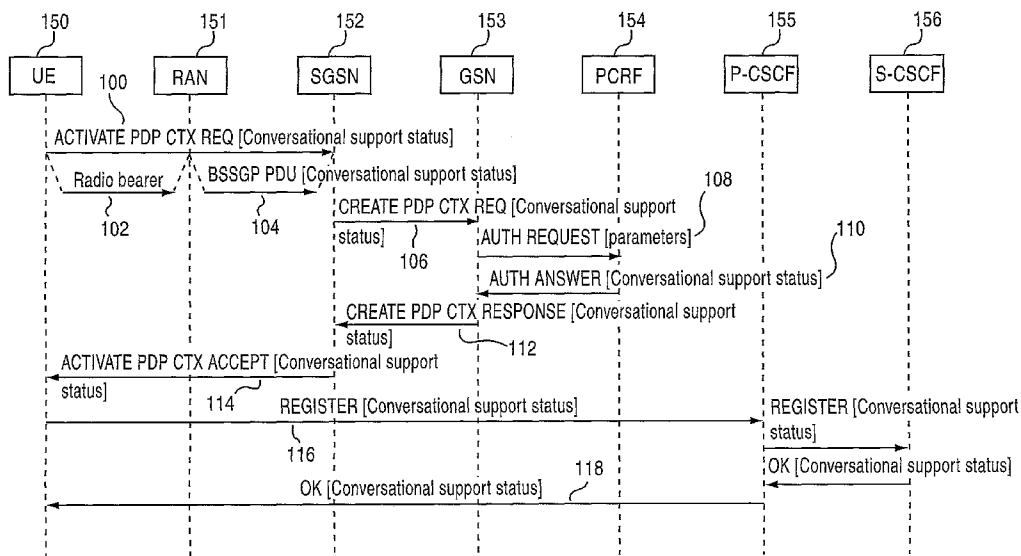 150 151 152 153 154 155 156
UE RAN SGSN GSN PCRF P-CSCF S-CSCF
100
ACTIVATE PDP CTX REQ [Conversational support status]
Radio bearer
BSSGP PDU [Conversational support status]
102
104
CREATE PDP CTX REQ [Conversational support
status]
106
108
AUTH REQUEST [parameters]
110
AUTH ANSWER [Conversational support status]
CREATE PDP CTX RESPONSE [Conversational support
status]
112
ACTIVATE PDP CTX ACCEPT [Conversational support
status]
114
REGISTER [Conversational support status]
116
REGISTER [Conversational support
status]
OK [Conversational support status]
118
OK [Conversational support status]